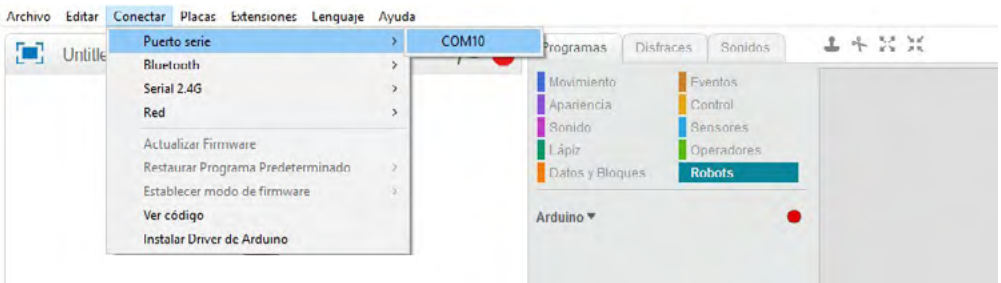 Archivo Editar Conectar Placas Extensiones Lenguaje Ayuda
Puerto serie
COM10
Bluetooth
Serial 2.4G
Red
Actualizar Firmware
Restaurar Programa Predeterminado
Establecer modo de firmware
Ver código
Instalar Driver de Arduino
Untitle
Programas Disfraces Sonidos
Movimiento Eventos
Apariencia Control
Sonido Sensores
Lápiz Operadores
Datos y Bloques Robots
Arduino